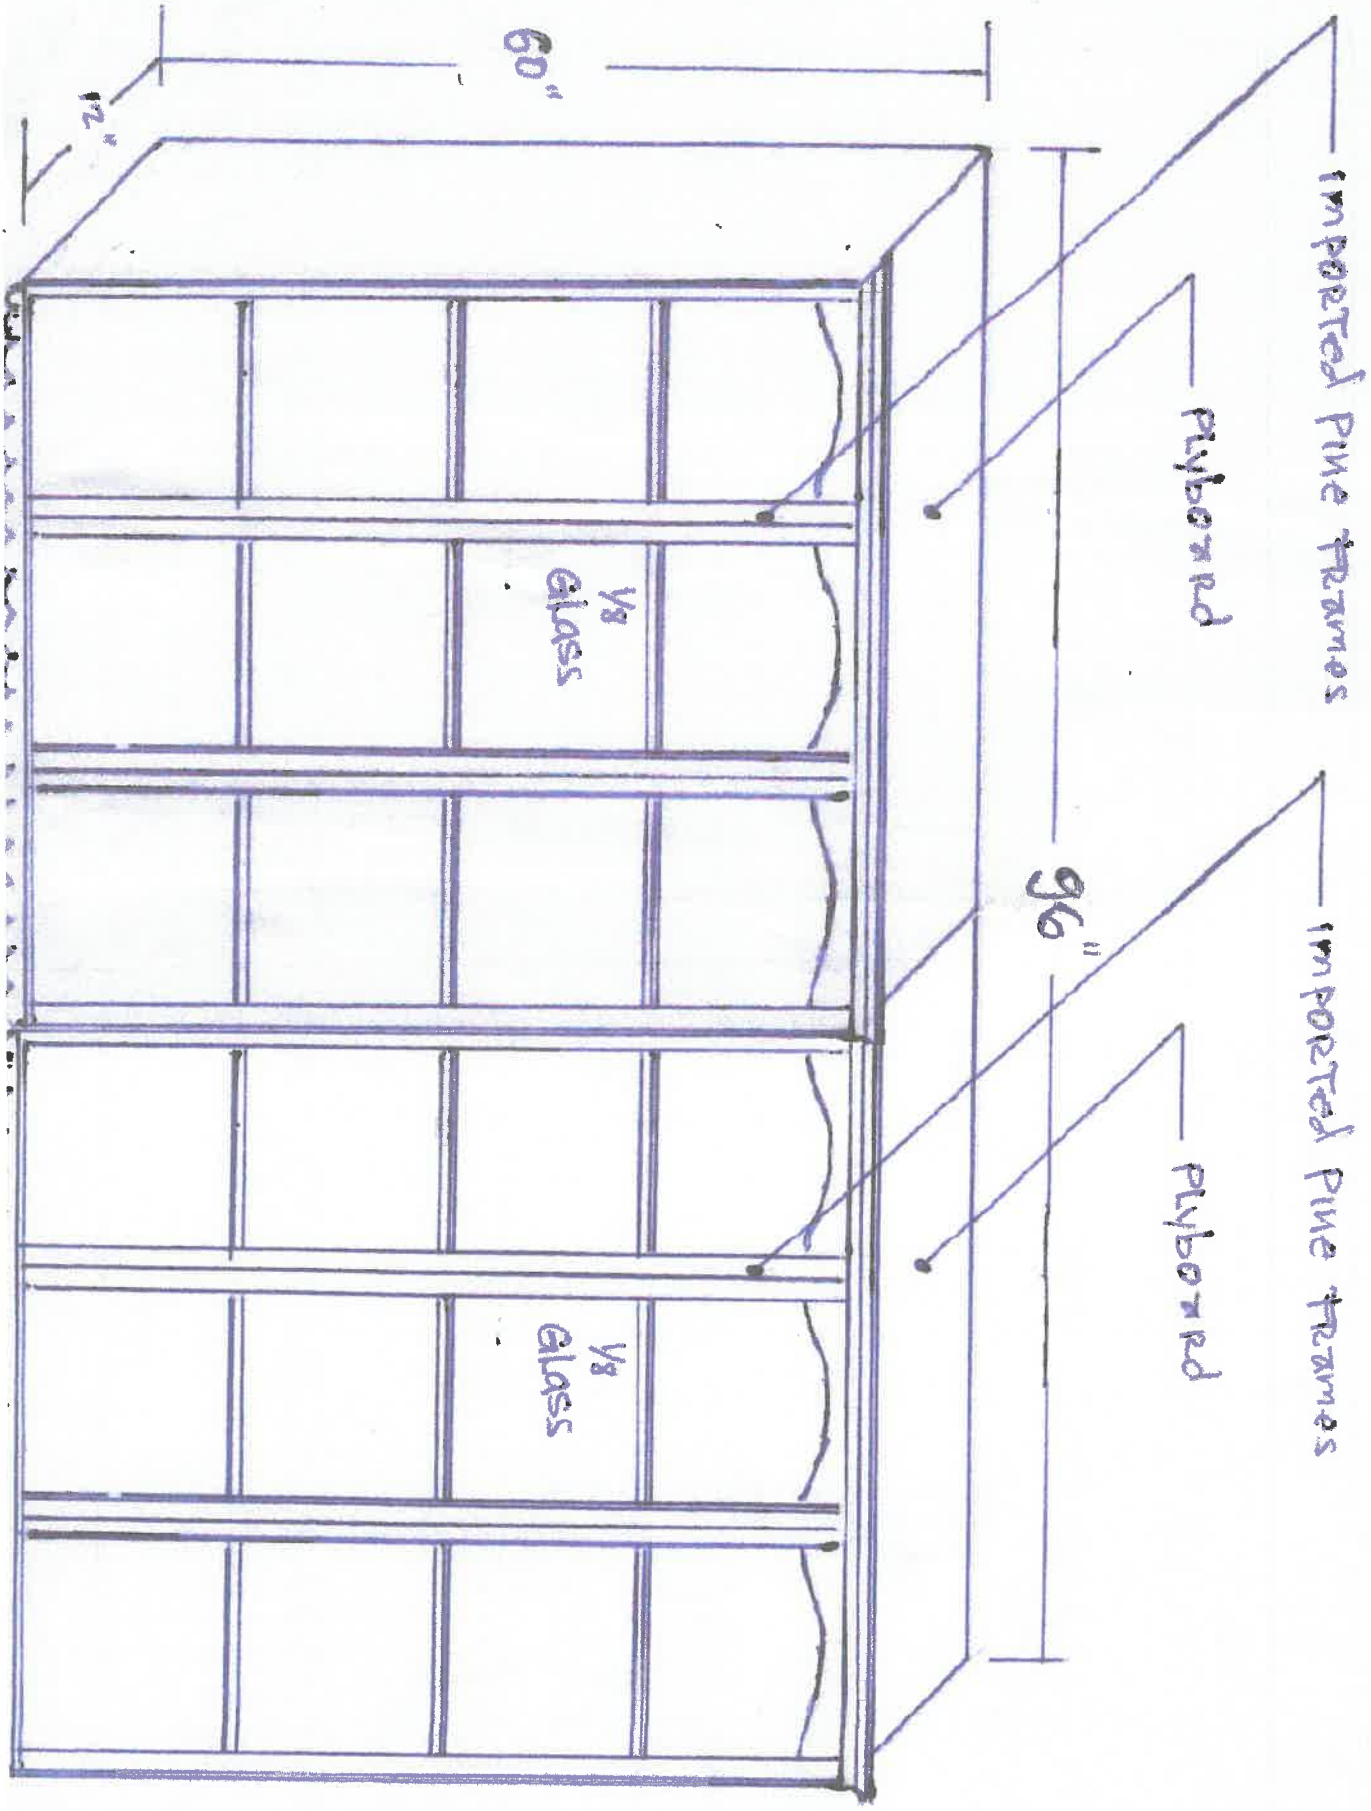 Imported Pine Frames
Plyboard
Imported Pine Frames
Plyboard
96"
60"
12"
1/8
Glass
1/8
Glass